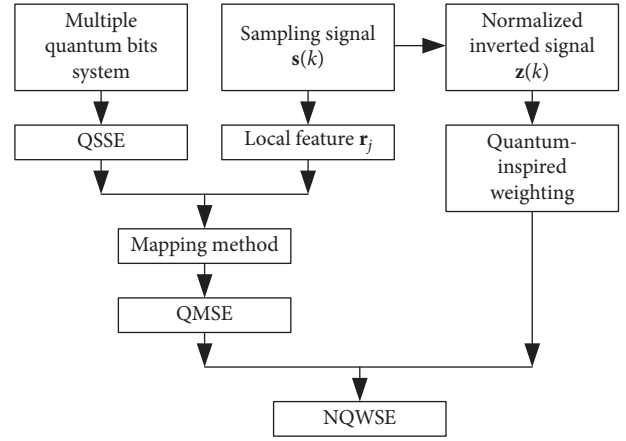 Multiple
quantum bits
system
Sampling signal
s(k)
Normalized
inverted signal
z(k)
QSSE
Local feature r_j
Quantum-
inspired
weighting
Mapping method
QMSE
NQWSE